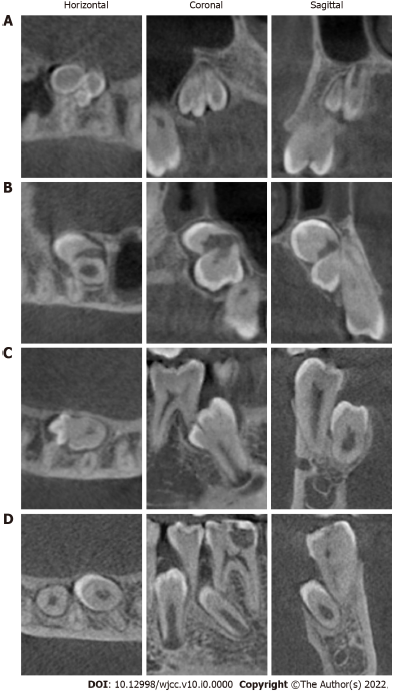 Horizontal Coronal Sagittal
A
B
C
D
DOI: 10.12998/wjcc.v10.i0.0000 Copyright ©The Author(s) 2022.